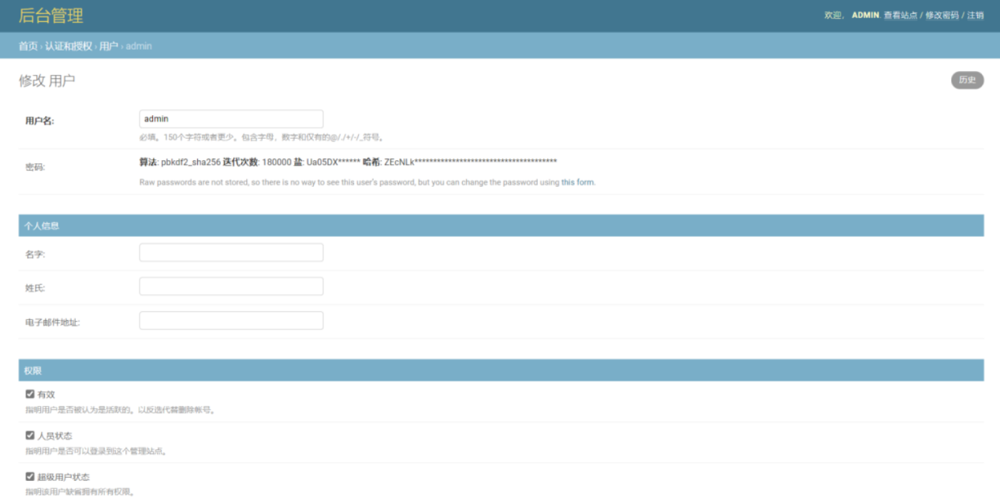 后台管理
欢迎， ADMIN. 查看站点 / 修改密码 / 注销
首页 › 认证和授权 › 用户 › admin
修改 用户
历史
用户名:
admin
必填。150个字符或者更少。包含字母，数字和仅有的@/./+/-/_符号。
密码:
算法: pbkdf2_sha256 迭代次数: 180000 盐: Ua05DX****** 哈希: ZEcNLk**************************************
Raw passwords are not stored, so there is no way to see this user's password, but you can change the password using this form.
个人信息
名字:
姓氏:
电子邮件地址:
权限
有效
指明用户是否被认为是活跃的。以反选代替删除帐号。
人员状态
指明用户是否可以登录到这个管理站点。
超级用户状态
指明该用户缺省拥有所有权限。